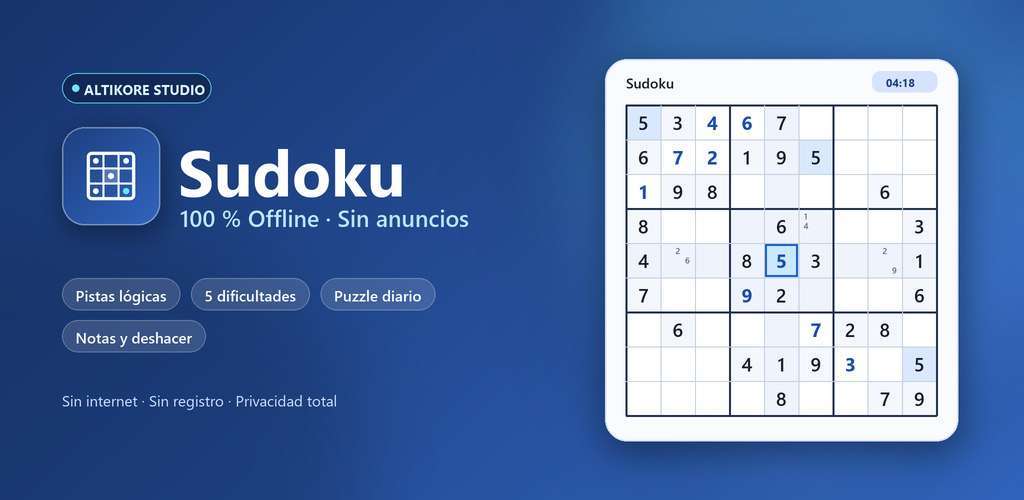 ALTIKORE STUDIO
Sudoku
100 % Offline · Sin anuncios
Pistas lógicas
5 dificultades
Puzzle diario
Notas y deshacer
Sin internet · Sin registro · Privacidad total
Sudoku
04:18
5 3 4 6 7
6 7 2 1 9 5
1 9 8 6
8 6 1 4 3
4 2 6 8 5 3 2 9 1
7 9 2 6
6 7 2 8
4 1 9 3 5
8 7 9